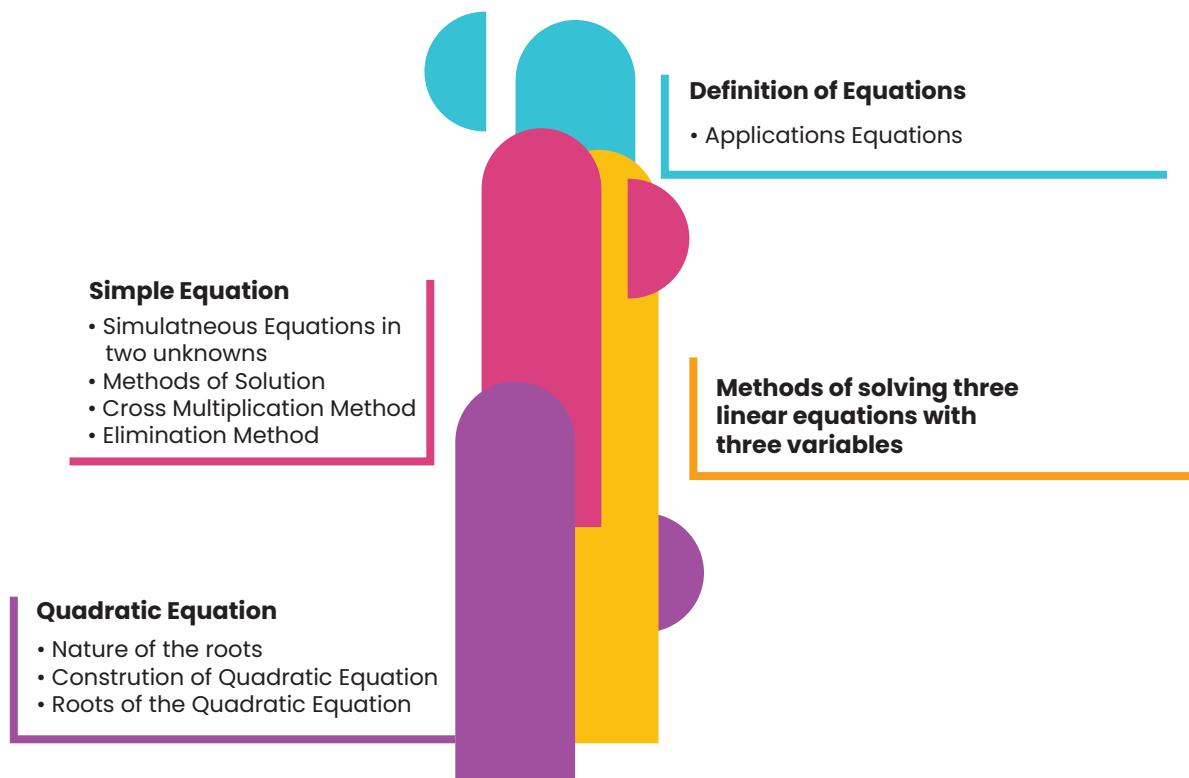 Definition of Equations
• Applications Equations
Simple Equation
• Simulatneous Equations in
two unknowns
• Methods of Solution
• Cross Multiplication Method
• Elimination Method
Methods of solving three
linear equations with
three variables
Quadratic Equation
• Nature of the roots
• Constrution of Quadratic Equation
• Roots of the Quadratic Equation